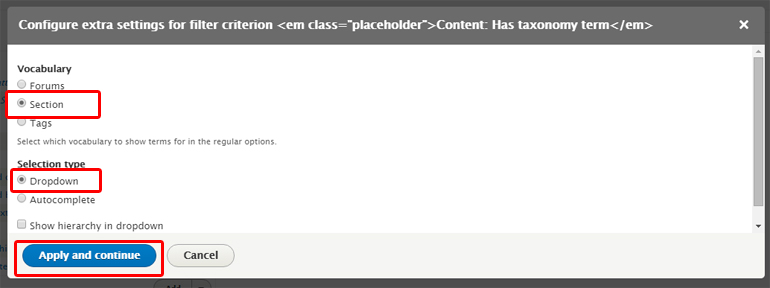 Configure extra settings for filter criterion <em class="placeholder">Content: Has taxonomy term</em>
Vocabulary
Forums
Section
Tags
Select which vocabulary to show terms for in the regular options.
Selection type
Dropdown
Autocomplete
Show hierarchy in dropdown
Apply and continue
Cancel
Add